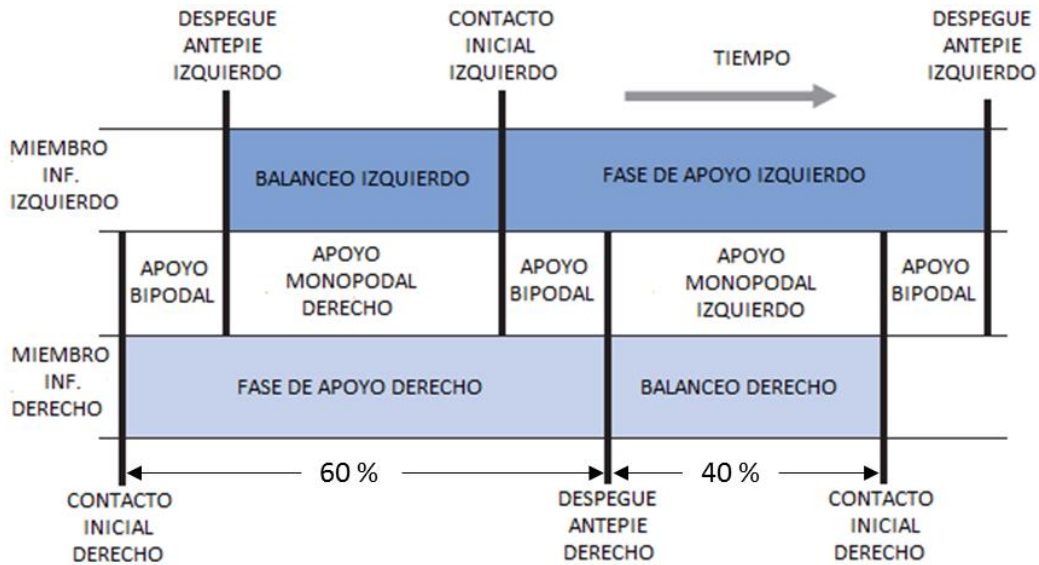 DESPEGUE
ANTEPIE
IZQUIERDO
CONTACTO
INICIAL
IZQUIERDO
TIEMPO
DESPEGUE
ANTEPIE
IZQUIERDO
MIEMBRO
INF.
IZQUIERDO
BALANCEO IZQUIERDO
FASE DE APOYO IZQUIERDO
APOYO
BIPODAL
APOYO
MONOPODAL
DERECHO
APOYO
BIPODAL
APOYO
MONOPODAL
IZQUIERDO
APOYO
BIPODAL
MIEMBRO
INF.
DERECHO
FASE DE APOYO DERECHO
BALANCEO DERECHO
60 %
40 %
CONTACTO
INICIAL
DERECHO
DESPEGUE
ANTEPIE
DERECHO
CONTACTO
INICIAL
DERECHO